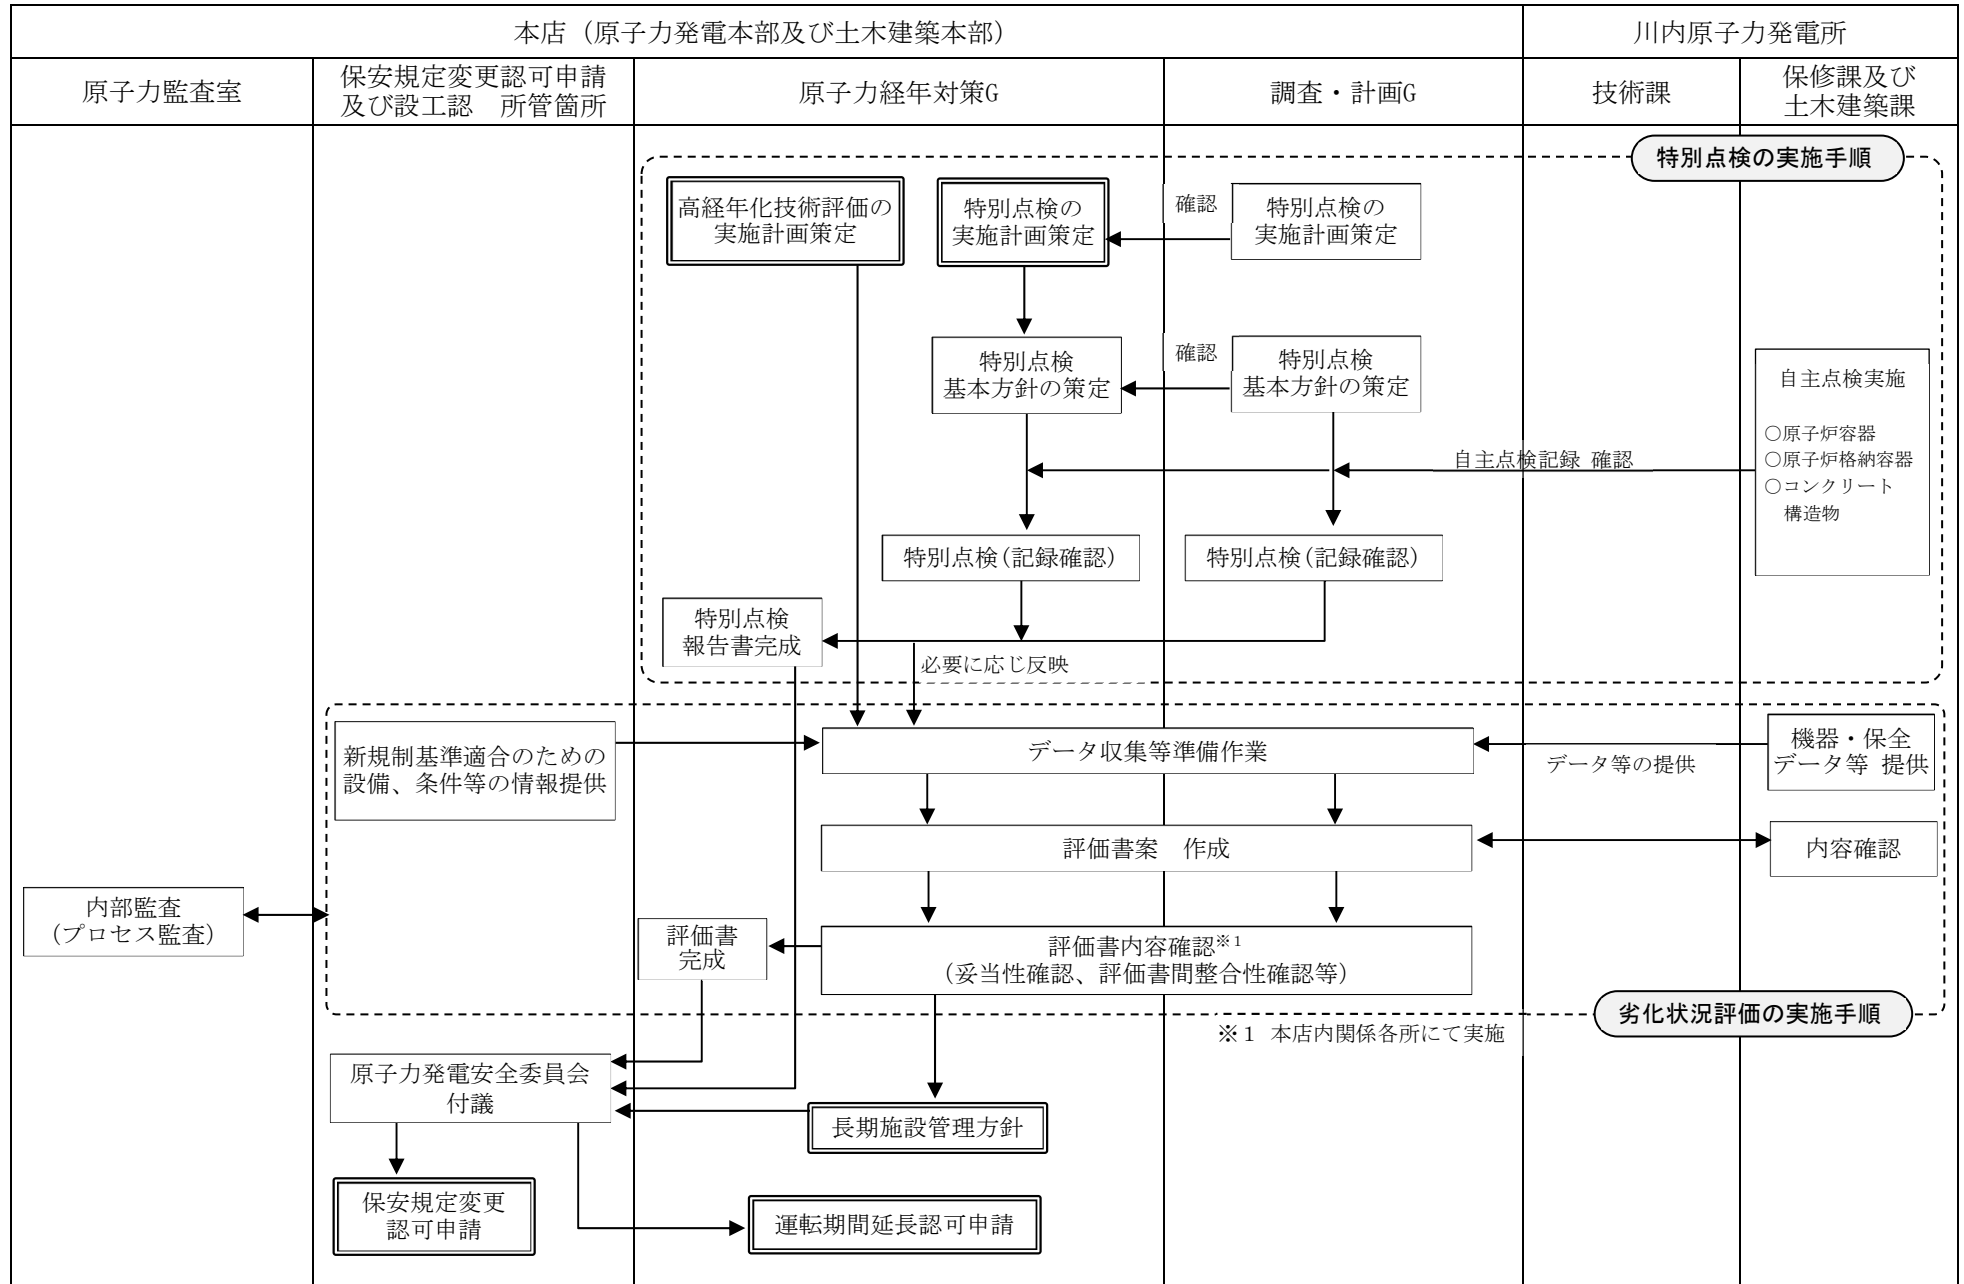 本店（原子力発電本部及び土木建築本部）
川内原子力発電所
原子力監査室
保安規定変更認可申請
及び設工認　所管箇所
原子力経年対策G
調査・計画G
技術課
保修課及び
土木建築課
特別点検の実施手順
高経年化技術評価の
実施計画策定
特別点検の
実施計画策定
確認
特別点検の
実施計画策定
特別点検
基本方針の策定
確認
特別点検
基本方針の策定
自主点検実施
○原子炉容器
○原子炉格納容器
○コンクリート
構造物
自主点検記録 確認
特別点検(記録確認)
特別点検(記録確認)
特別点検
報告書完成
必要に応じ反映
新規制基準適合のための
設備、条件等の情報提供
データ収集等準備作業
データ等の提供
機器・保全
データ等 提供
評価書案　作成
内容確認
内部監査
(プロセス監査)
評価書
完成
評価書内容確認※1
(妥当性確認、評価書間整合性確認等)
劣化状況評価の実施手順
※１ 本店内関係各所にて実施
原子力発電安全委員会
付議
長期施設管理方針
保安規定変更
認可申請
運転期間延長認可申請